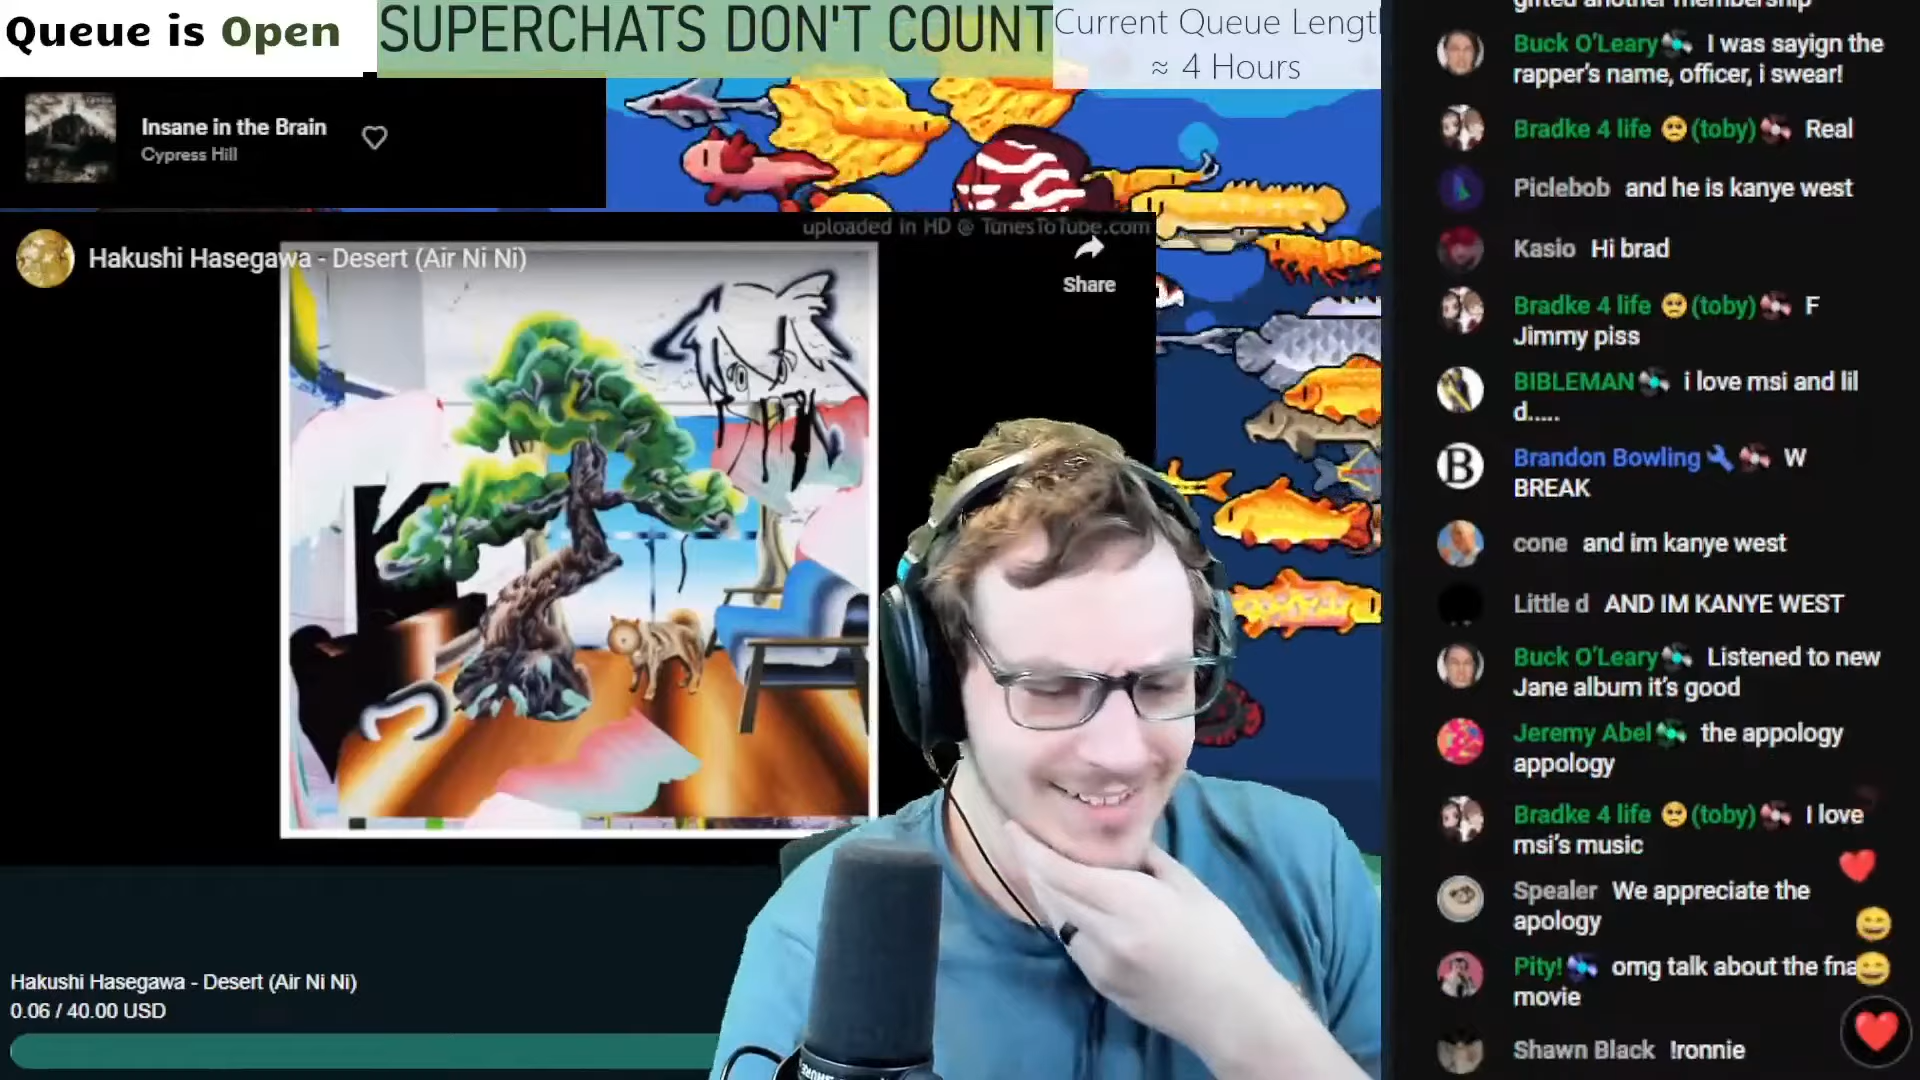 Queue is Open
SUPERCHATS DON'T COUNT
Current Queue Lengt
≈ 4 Hours
Insane in the Brain
Cypress Hill
uploaded in HD @ TunesToTube.com
Hakushi Hasegawa - Desert (Air Ni Ni)
Share
Hakushi Hasegawa - Desert (Air Ni Ni)
0.06 / 40.00 USD
gifted another membership
Buck O'Leary I was sayign the
rapper's name, officer, i swear!
Bradke 4 life 🥺 (toby) Real
Piclebob and he is kanye west
Kasio Hi brad
Bradke 4 life 🥺 (toby) F
Jimmy piss
BIBLEMAN i love msi and lil
d.....
B
Brandon Bowling W
BREAK
cone and im kanye west
Little d AND IM KANYE WEST
Buck O'Leary Listened to new
Jane album it's good
Jeremy Abel the appology
appology
Bradke 4 life 🥺 (toby) I love
msi's music
Spealer We appreciate the
apology
Pity! omg talk about the fna
movie
Shawn Black !ronnie